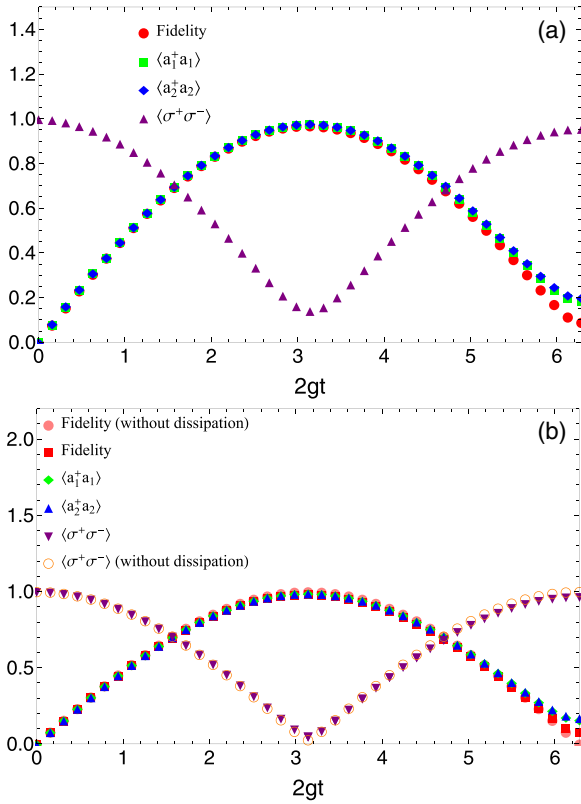 (a)
Fidelity
⟨a₁⁺a₁⟩
⟨a₂⁺a₂⟩
⟨σ⁺σ⁻⟩
1.4
1.2
1.0
0.8
0.6
0.4
0.2
0.0
0 1 2 3 4 5 6
2gt
(b)
Fidelity (without dissipation)
Fidelity
⟨a₁⁺a₁⟩
⟨a₂⁺a₂⟩
⟨σ⁺σ⁻⟩
⟨σ⁺σ⁻⟩ (without dissipation)
2.0
1.5
1.0
0.5
0.0
0 1 2 3 4 5 6
2gt